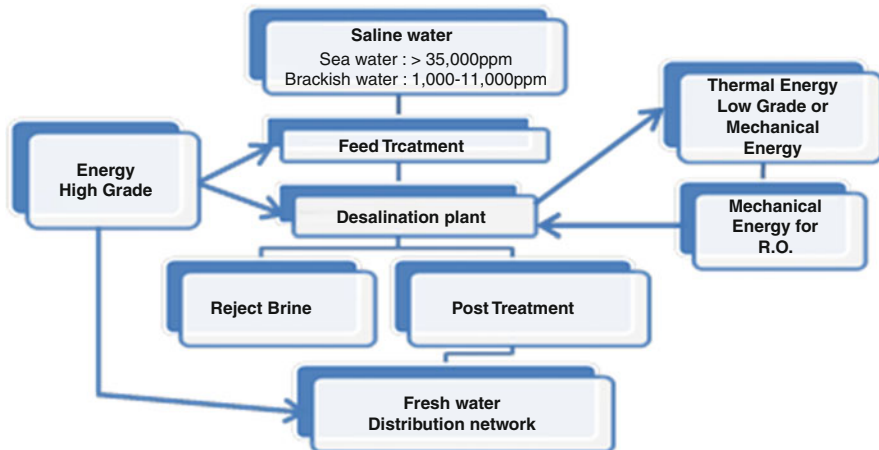 Saline water
Sea water : > 35,000ppm
Brackish water : 1,000-11,000ppm
Thermal Energy
Low Grade or
Mechanical
Energy
Feed Trcatment
Energy
High Grade
Desalination plant
Mechanical
Energy for
R.O.
Reject Brine
Post Treatment
Fresh water
Distribution network